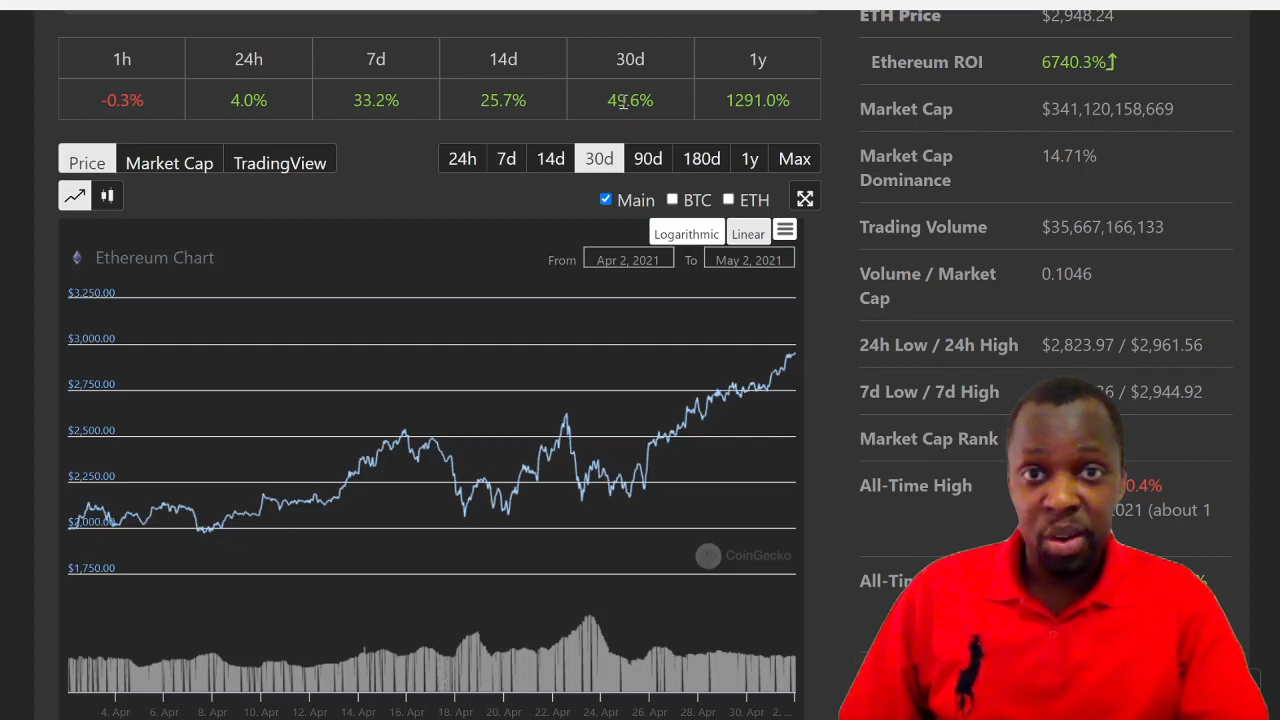 1h 24h 7d 14d 30d 1y
-0.3% 4.0% 33.2% 25.7% 49.6% 1291.0%
Price Market Cap TradingView
24h 7d 14d 30d 90d 180d 1y Max
Main BTC ETH
Logarithmic Linear
Ethereum Chart
From Apr 2, 2021 To May 2, 2021
$3,250.00
$3,000.00
$2,750.00
$2,500.00
$2,250.00
$2,000.00
$1,750.00
CoinGecko
4. Apr 6. Apr 8. Apr 10. Apr 12. Apr 14. Apr 16. Apr 18. Apr 20. Apr 22. Apr 24. Apr 26. Apr 28. Apr 30. Apr 2. ...
ETH Price $2,948.24
Ethereum ROI 6740.3%
Market Cap $341,120,158,669
Market Cap
Dominance
14.71%
Trading Volume $35,667,166,133
Volume / Market
Cap
0.1046
24h Low / 24h High $2,823.97 / $2,961.56
7d Low / 7d High / $2,944.92
Market Cap Rank
All-Time High 0.4%
(about 1